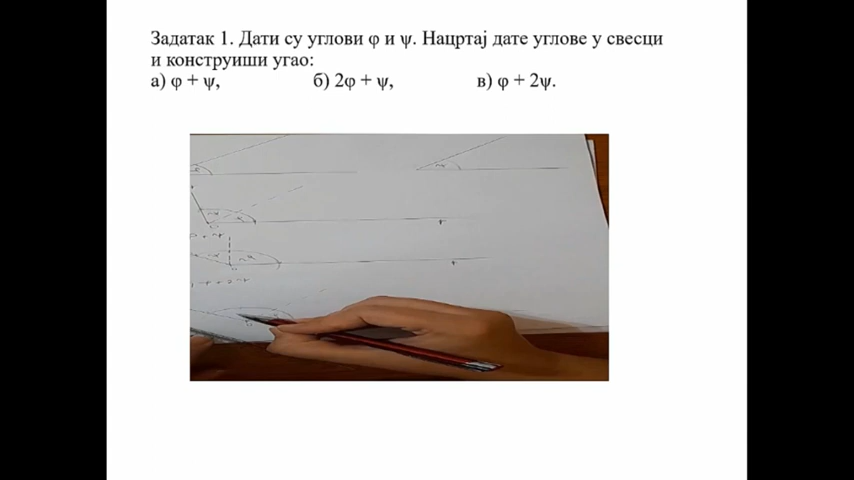 Задатак 1. Дати су углови φ и ψ. Нацртај дате углове у свесци
и конструиши угао:
а) φ + ψ, б) 2φ + ψ, в) φ + 2ψ.